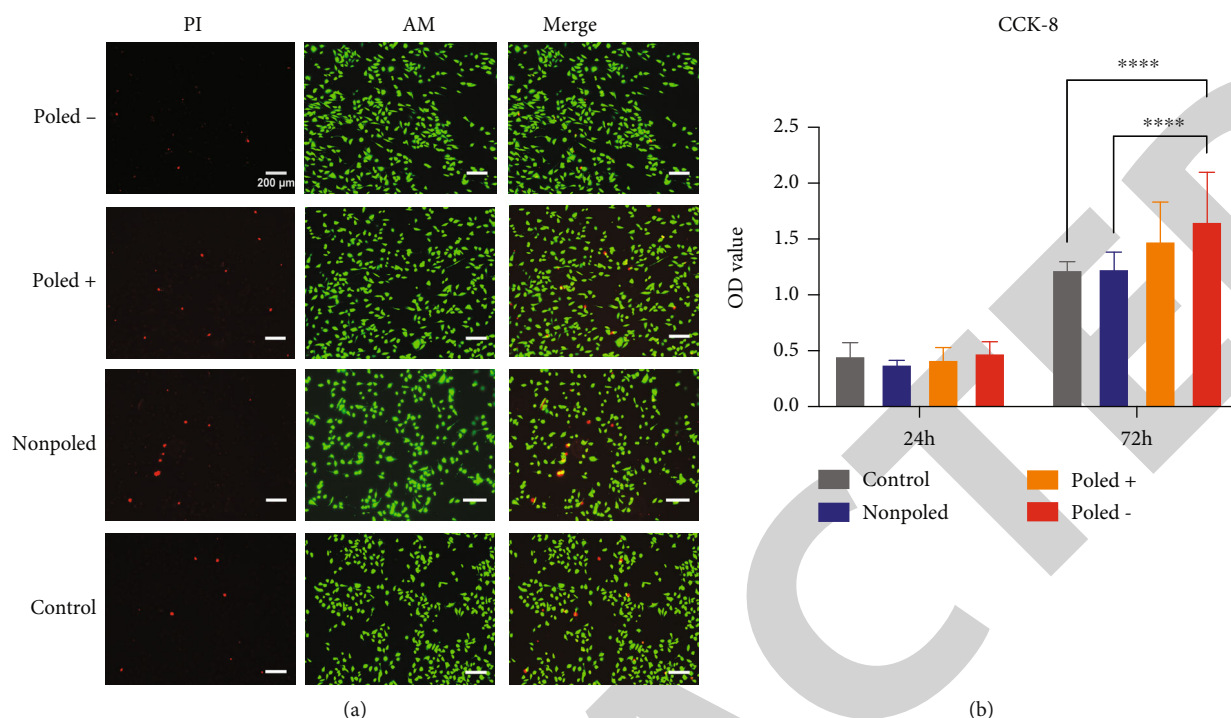 PI
AM
Merge
Poled –
200 μm
Poled +
Nonpoled
Control
(a)
CCK-8
****
****
OD value
2.5
2.0
1.5
1.0
0.5
0.0
24h
72h
Control
Nonpoled
Poled +
Poled -
(b)